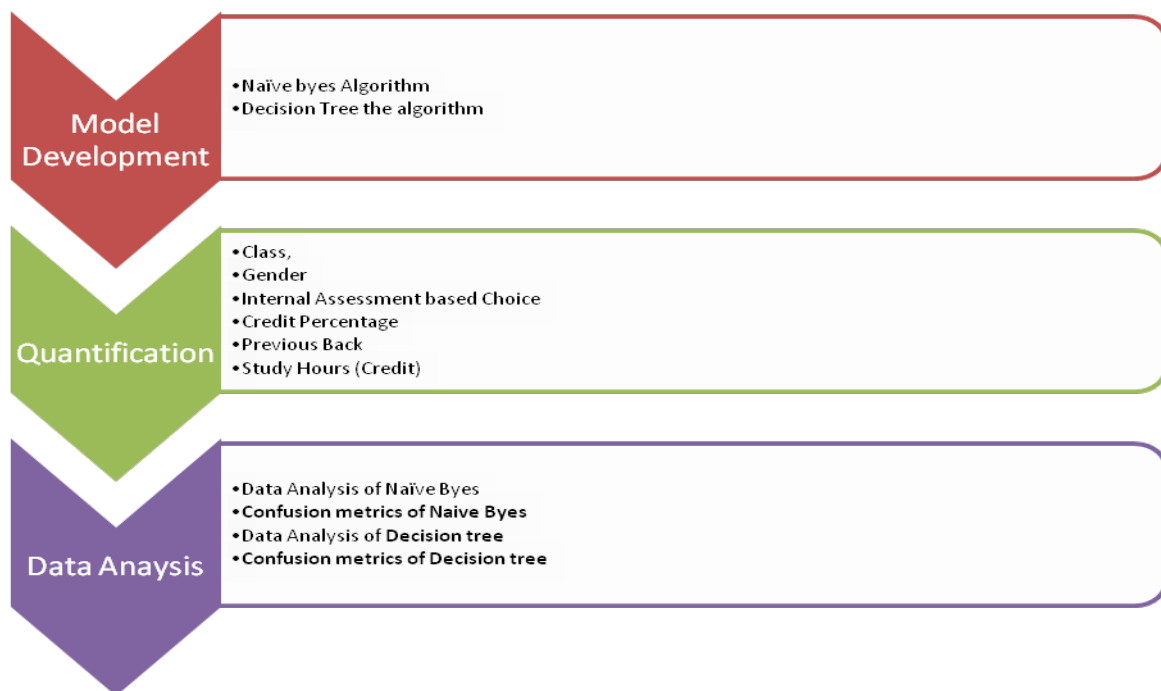 Model
Development
•Naïve byes Algorithm
•Decision Tree the algorithm
Quantification
•Class,
•Gender
•Internal Assessment based Choice
•Credit Percentage
•Previous Back
•Study Hours (Credit)
Data Anaysis
•Data Analysis of Naïve Byes
•Confusion metrics of Naive Byes
•Data Analysis of Decision tree
•Confusion metrics of Decision tree